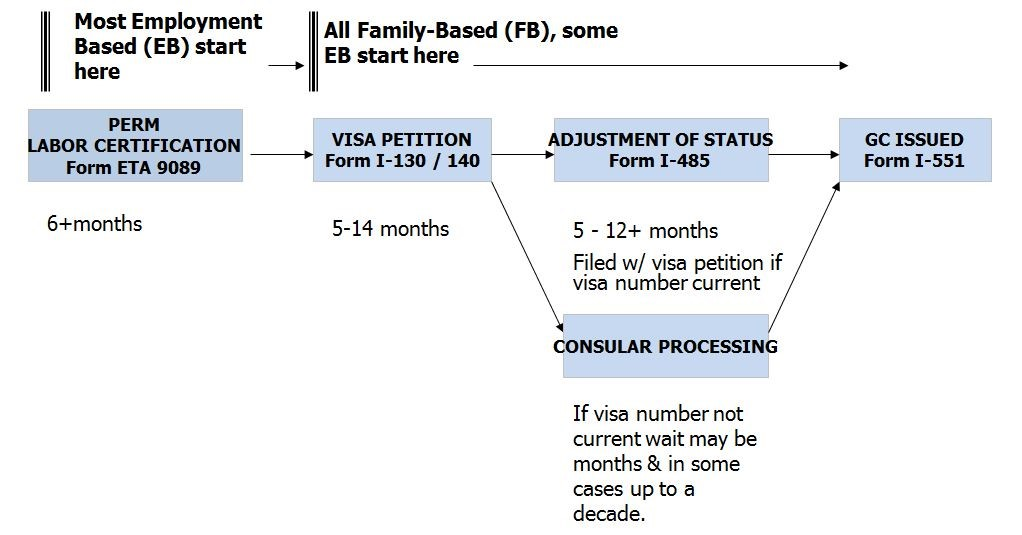 Most Employment
Based (EB) start
here
All Family-Based (FB), some
EB start here
PERM
LABOR CERTIFICATION
Form ETA 9089
VISA PETITION
Form I-130 / 140
ADJUSTMENT OF STATUS
Form I-485
GC ISSUED
Form I-551
6+months
5-14 months
5 - 12+ months
Filed w/ visa petition if
visa number current
CONSULAR PROCESSING
If visa number not
current wait may be
months & in some
cases up to a
decade.